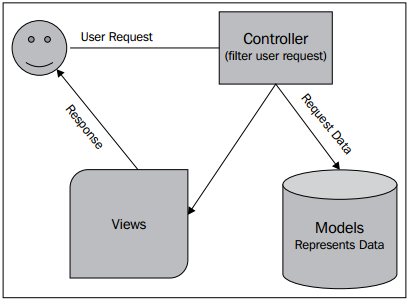 User Request
Controller
(filter user request)
Request Data
Response
Views
Models
Represents Data